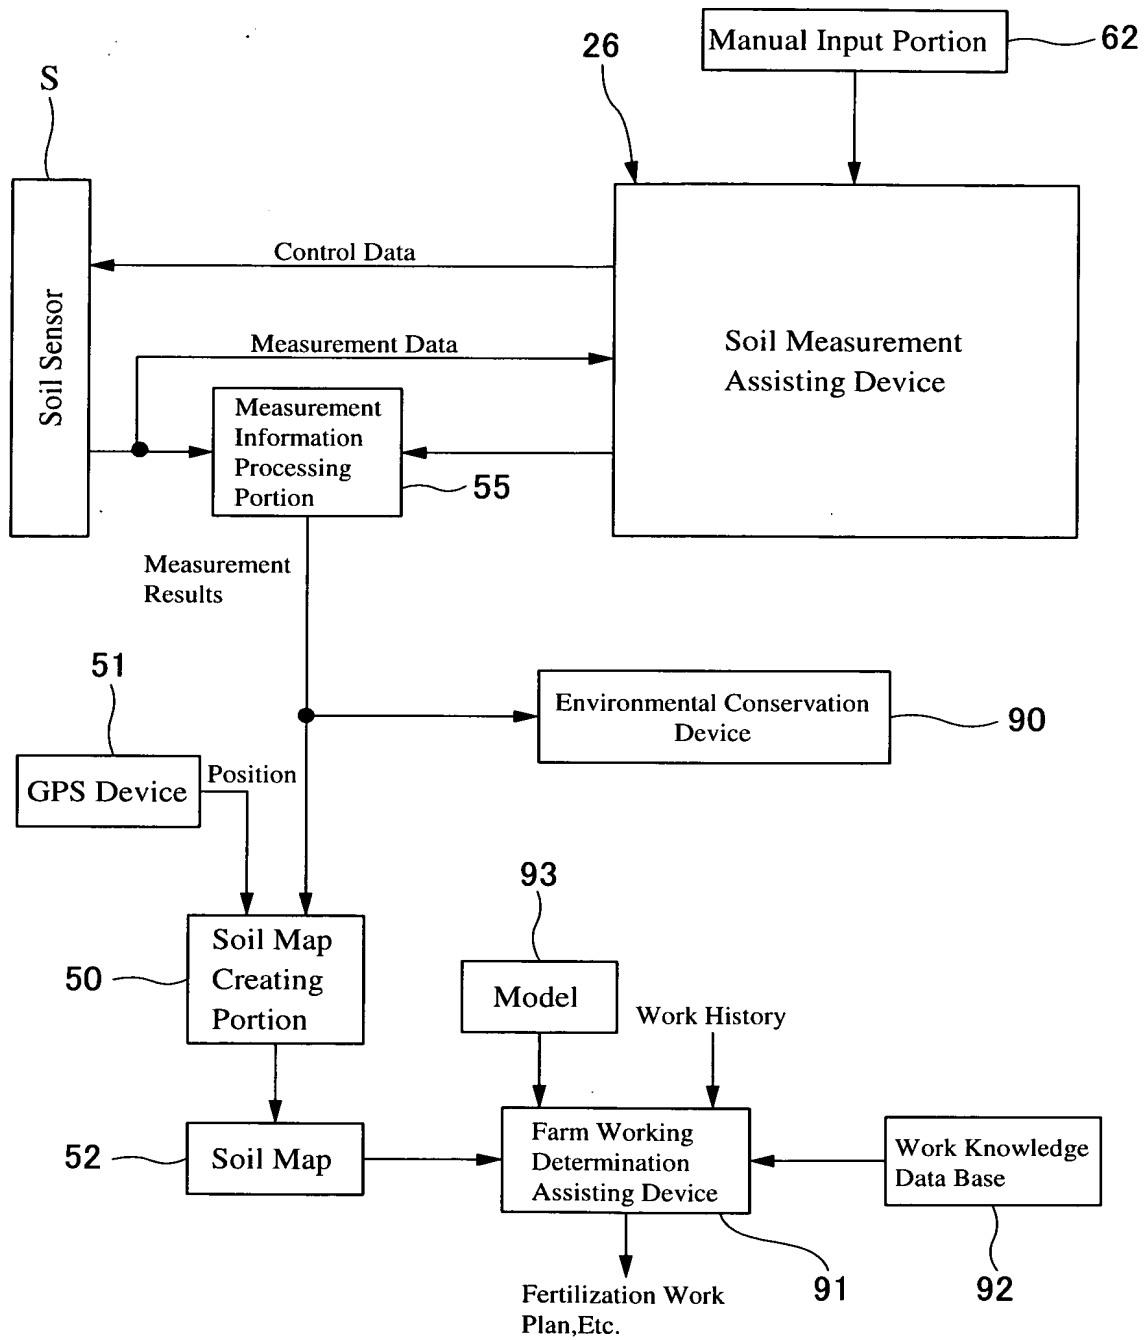 Manual Input Portion
62
26
S
Control Data
Soil Sensor
Measurement Data
Soil Measurement
Assisting Device
Measurement
Information
Processing
Portion
55
Measurement
Results
51
Environmental Conservation
Device
90
GPS Device
Position
93
Soil Map
Creating
Portion
50
Model
Work History
52
Soil Map
Farm Working
Determination
Assisting Device
Work Knowledge
Data Base
91
92
Fertilization Work
Plan,Etc.